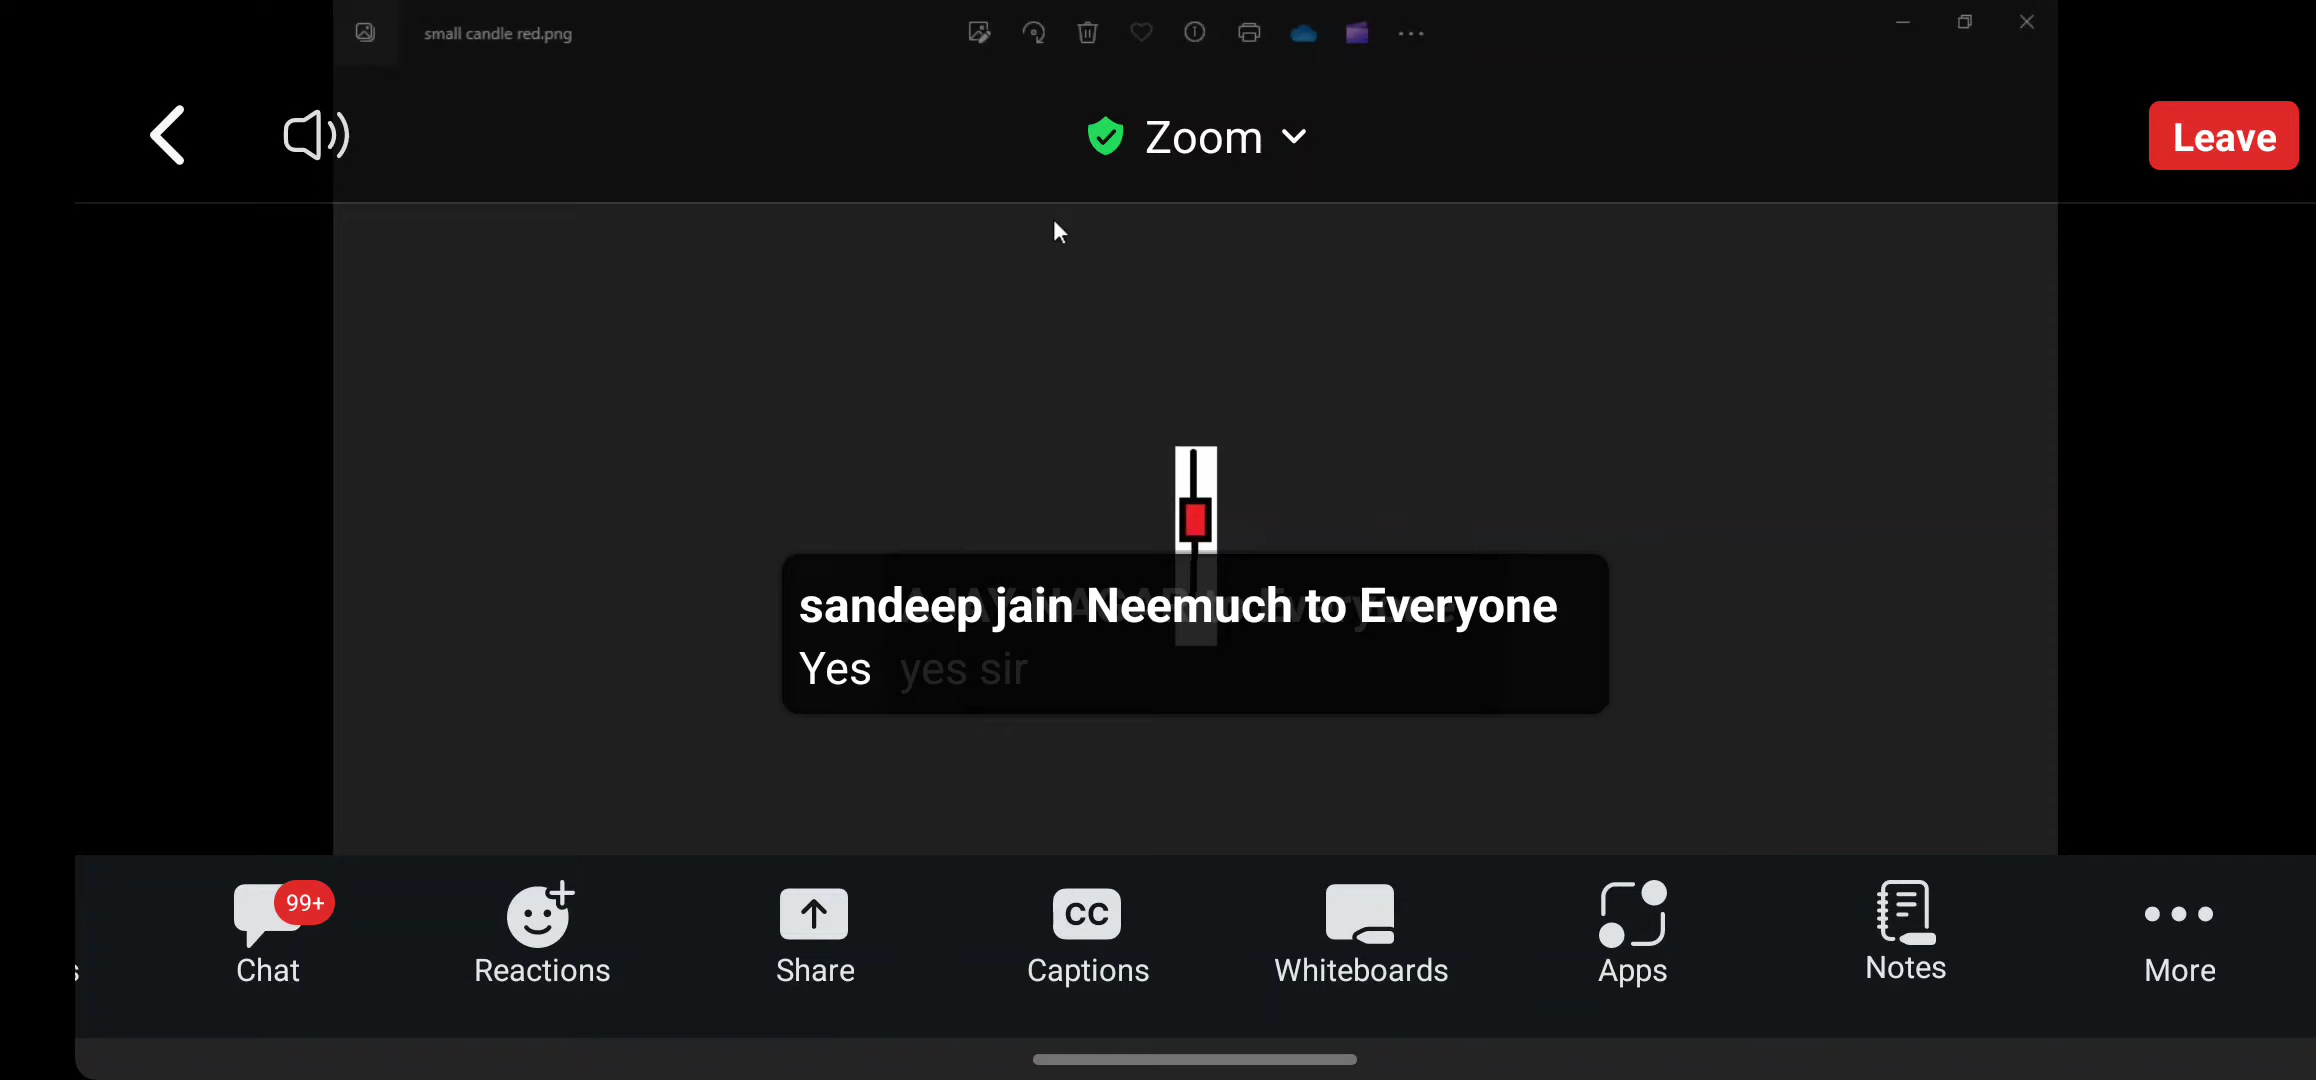 small candle red.png
Zoom
Leave
sandeep jain Neemuch to Everyone
Yes yes sir
99+
Chat
Reactions
Share
CC
Captions
Whiteboards
Apps
Notes
More